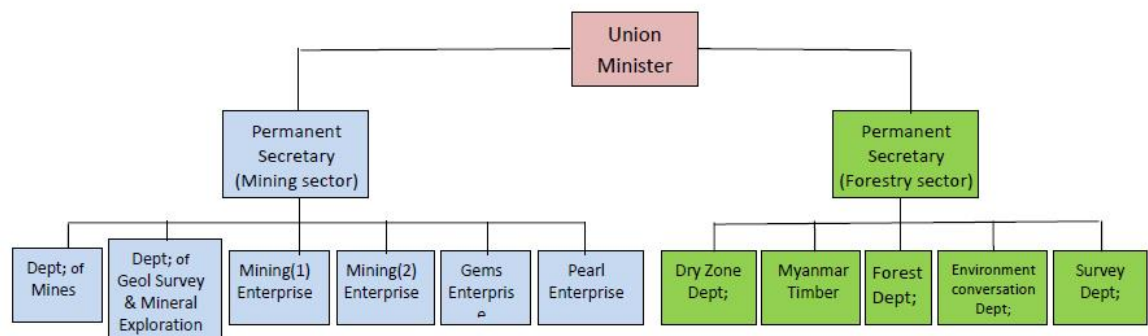 Union
Minister
Permanent
Secretary
(Mining sector)
Permanent
Secretary
(Forestry sector)
Dept; of
Mines
Dept; of
Geol Survey
& Mineral
Exploration
Mining(1)
Enterprise
Mining(2)
Enterprise
Gems
Enterpris
e
Pearl
Enterprise
Dry Zone
Dept;
Myanmar
Timber
Forest
Dept;
Environment
conversation
Dept;
Survey
Dept;